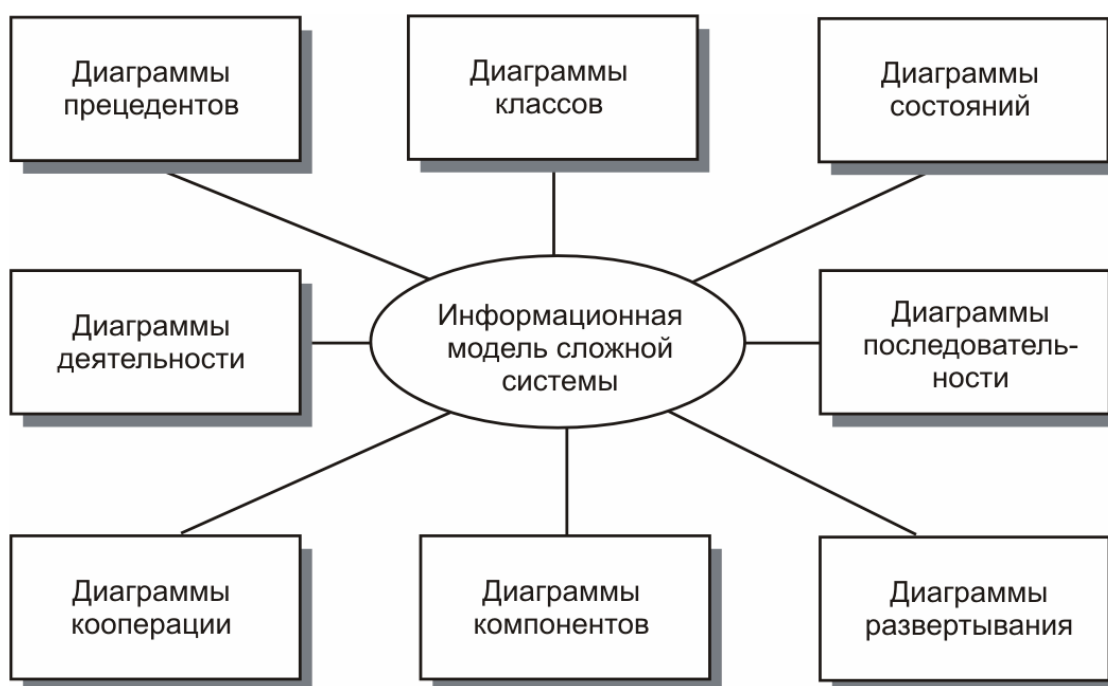 Диаграммы
прецедентов
Диаграммы
классов
Диаграммы
состояний
Диаграммы
деятельности
Информационная
модель сложной
системы
Диаграммы
последователь-
ности
Диаграммы
кооперации
Диаграммы
компонентов
Диаграммы
развертывания